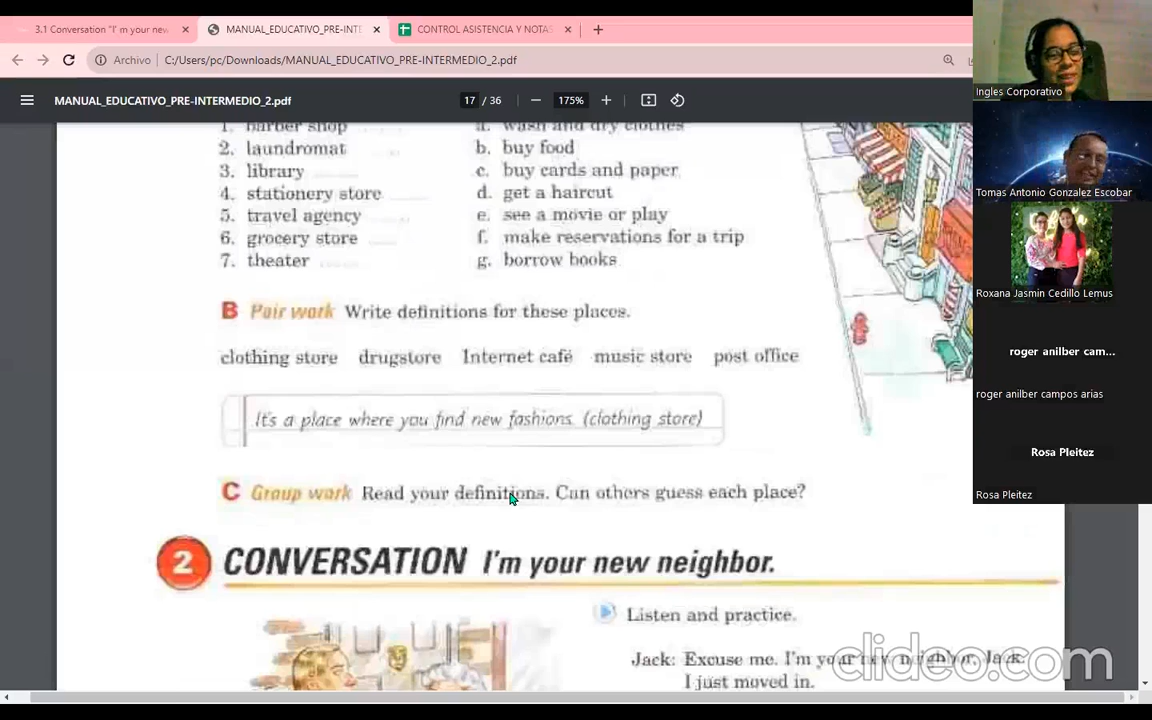 3.1 Conversation "I' m your new
MANUAL_EDUCATIVO_PRE-INTE
CONTROL ASISTENCIA Y NOTAS
Archivo C:/Users/pc/Downloads/MANUAL_EDUCATIVO_PRE-INTERMEDIO_2.pdf
MANUAL_EDUCATIVO_PRE-INTERMEDIO_2.pdf
17 / 36
175%
1. barber shop
2. laundromat
3. library
4. stationery store
5. travel agency
6. grocery store
7. theater
a. wash and dry clothes
b. buy food
c. buy cards and paper
d. get a haircut
e. see a movie or play
f. make reservations for a trip
g. borrow books
B Pair work Write definitions for these places.
clothing store drugstore Internet café music store post office
It's a place where you find new fashions. (clothing store)
C Group work Read your definitions. Can others guess each place?
2 CONVERSATION I'm your new neighbor.
Listen and practice.
Jack: Excuse me. I'm your new neighbor, Jack.
I just moved in.
Ingles Corporativo
Tomas Antonio Gonzalez Escobar
Roxana Jasmin Cedillo Lemus
roger anilber cam...
roger anilber campos arias
Rosa Pleitez
Rosa Pleitez
clideo.com